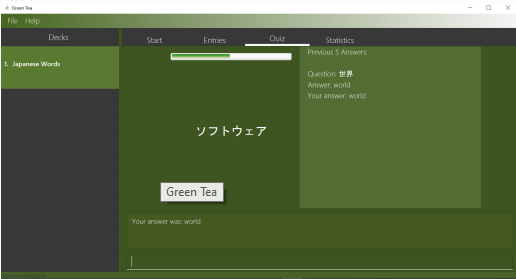 Green Tea
File Help
Decks
Start Entries Quiz Statistics
1. Japanese Words
Previous 5 Answers:
Question: 世界
Answer: world
Your answer: world
ソフトウェア
Green Tea
Your answer was: world